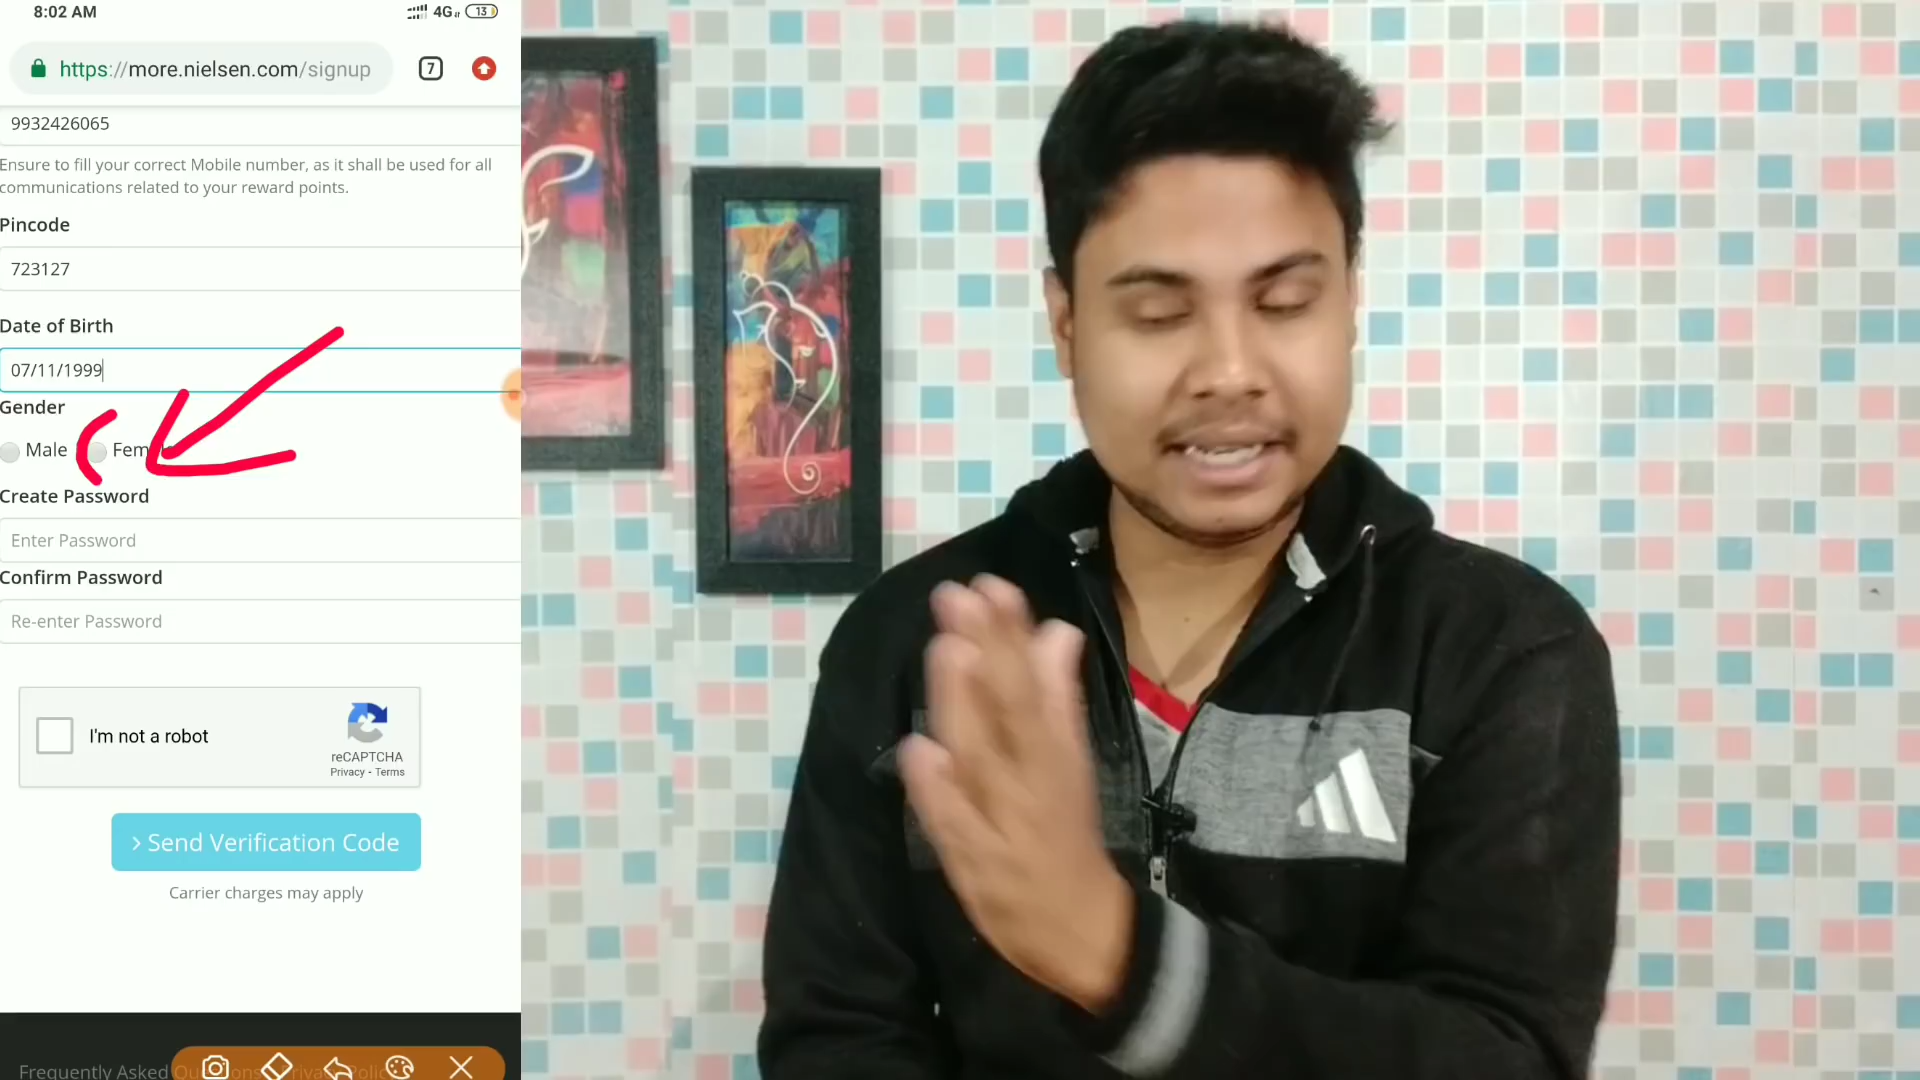 8:02 AM 4G 13
https://more.nielsen.com/signup 7
9932426065
Ensure to fill your correct Mobile number, as it shall be used for all
communications related to your reward points.
Pincode
723127
Date of Birth
07/11/1999
Gender
Male Fem
Create Password
Enter Password
Confirm Password
Re-enter Password
I'm not a robot
reCAPTCHA
Privacy - Terms
> Send Verification Code
Carrier charges may apply
Frequently Asked